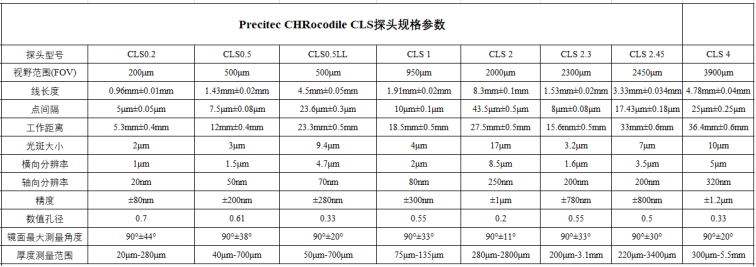 Precitec CHRocodile CLS探头规格参数
探头型号 CLS0.2 CLS0.5 CLS0.5LL CLS 1 CLS 2 CLS 2.3 CLS 2.45 CLS 4
视野范围(FOV) 200μm 500μm 500μm 950μm 2000μm 2300μm 2450μm 3900μm
线长度 0.96mm±0.01mm 1.43mm±0.02mm 4.5mm±0.05mm 1.91mm±0.02mm 8.3mm±0.1mm 1.53mm±0.02mm 3.33mm±0.034mm 4.78mm±0.04mm
点间隔 5μm±0.05μm 7.5μm±0.08μm 23.6μm±0.3μm 10μm±0.1μm 43.5μm±0.5μm 8μm±0.08μm 17.43μm±0.18μm 25μm±0.25μm
工作距离 5.3mm±0.4mm 12mm±0.4mm 23.3mm±0.5mm 18.5mm±0.5mm 27.5mm±0.5mm 15.6mm±0.5mm 33mm±0.6mm 36.4mm±0.6mm
光斑大小 2μm 3μm 9.4μm 4μm 17μm 3.2μm 7μm 10μm
横向分辨率 1μm 1.5μm 4.7μm 2μm 8.5μm 1.6μm 3.5μm 5μm
轴向分辨率 20nm 50nm 70nm 80nm 250nm 200nm 200nm 320nm
精度 ±80nm ±200nm ±280nm ±300nm ±1μm ±780nm ±800nm ±1.2μm
数值孔径 0.7 0.61 0.33 0.55 0.2 0.55 0.5 0.33
镜面最大测量角度 90°±44° 90°±38° 90°±20° 90°±33° 90°±11° 90°±33° 90°±30° 90°±20°
厚度测量范围 20μm-280μm 40μm-700μm 50μm-700μm 75μm-135μm 280μm-2800μm 200μm-3.1mm 220μm-3400μm 300μm-5.5mm